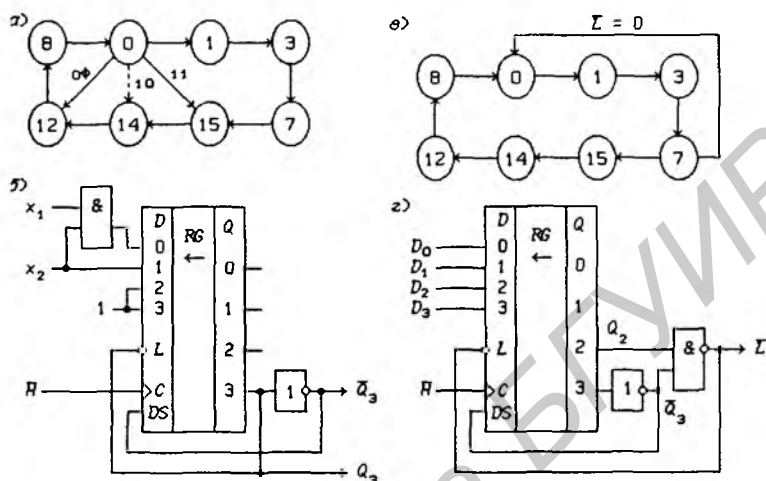 а)
8 0 1 3
0Ф 10 11
12 14 15 7
в)
L̅ = 0
8 0 1 3
12 14 15 7
б)
x₁ &
x₂
1
H
D RG Q
←
0 0
1 1
2
3
L 2
C 3
DS
1
Q̅₃
Q₃
г)
D₀
D₁
D₂
D₃
H
D RG Q
←
0 0
1
2
3 1
L 2
C 3
DS
Q₂
1
Q̅₃
&
L̅
БГУИР